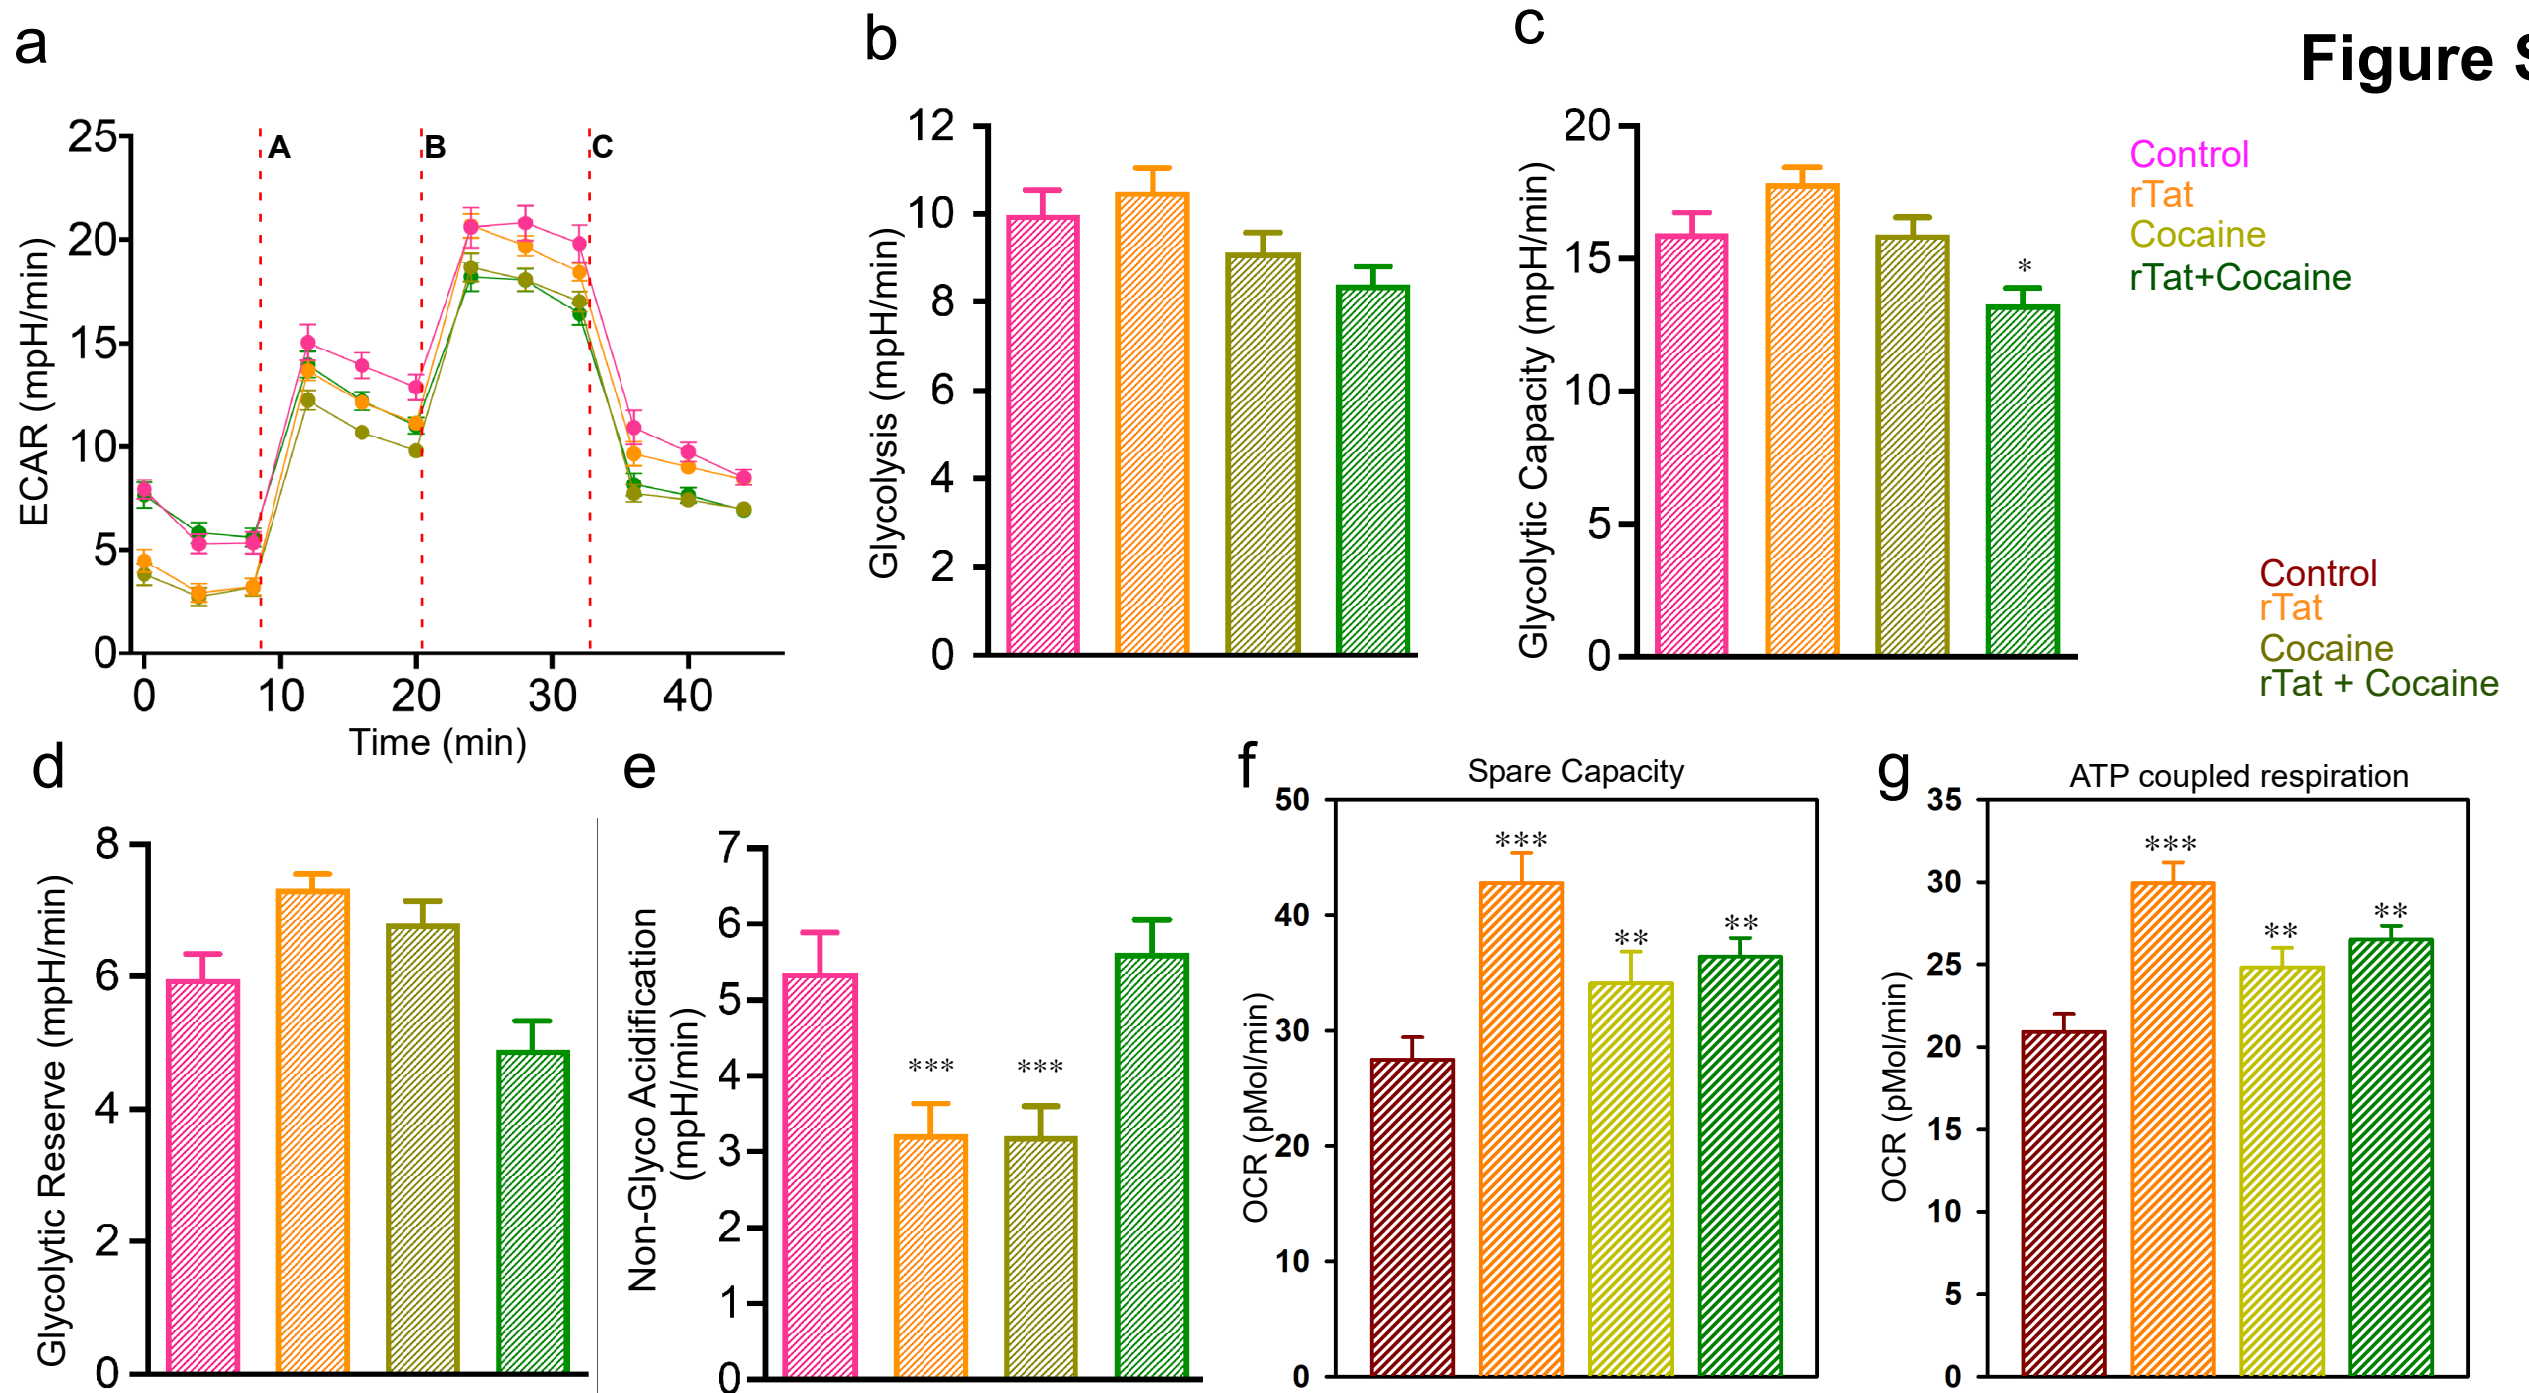 Figure S
a
25
20
15
10
5
0
ECAR (mpH/min)
A
B
C
0
10
20
30
40
Time (min)
b
12
10
8
6
4
2
0
Glycolysis (mpH/min)
c
20
15
10
5
0
Glycolytic Capacity (mpH/min)
*
Control
rTat
Cocaine
rTat+Cocaine
Control
rTat
Cocaine
rTat + Cocaine
d
8
6
4
2
0
Glycolytic Reserve (mpH/min)
e
7
6
5
4
3
2
1
0
Non-Glyco Acidification
(mpH/min)
***
***
f
Spare Capacity
50
40
30
20
10
0
OCR (pMol/min)
***
**
**
g
ATP coupled respiration
35
30
25
20
15
10
5
0
OCR (pMol/min)
***
**
**